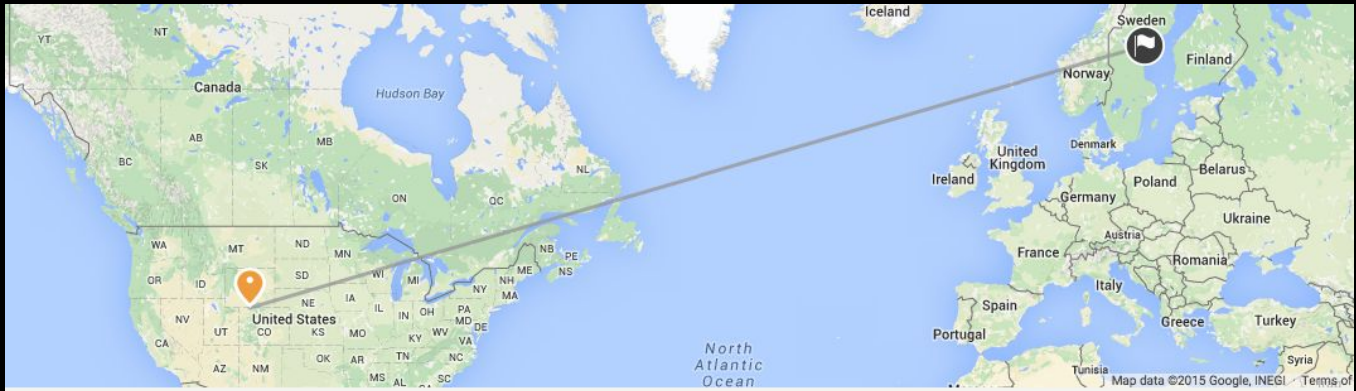 Iceland
Sweden
YT
NT
Finland
Norway
Canada
Hudson Bay
AB
MB
SK
BC
Denmark
United
Kingdom
NL
Belarus
Ireland
Poland
ON
QC
Germany
Ukraine
Austria
WA
MT
ND
MN
NB
PE
France
Romania
ME
NS
OR
ID
SD
WI
MI
NH
NY
MA
Italy
NE
IA
IL
IN
OH
PA
Spain
United States
MD
NV
UT
CO
KS
MO
WV
DE
Portugal
Greece
Turkey
CA
KY
VA
North
Atlantic
Ocean
OK
AR
TN
NC
AZ
NM
Syria
MS
AL
SC
Tunisia
Map data ©2015 Google, INEGI
Terms of